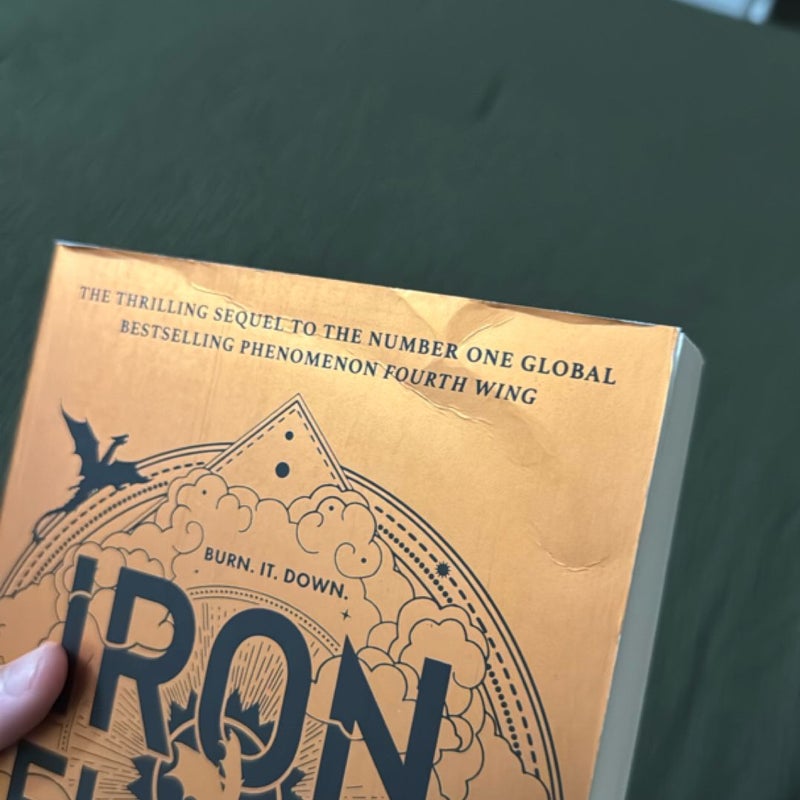 THE THRILLING SEQUEL TO THE NUMBER ONE GLOBAL
BESTSELLING PHENOMENON FOURTH WING
BURN. IT. DOWN.
IRON